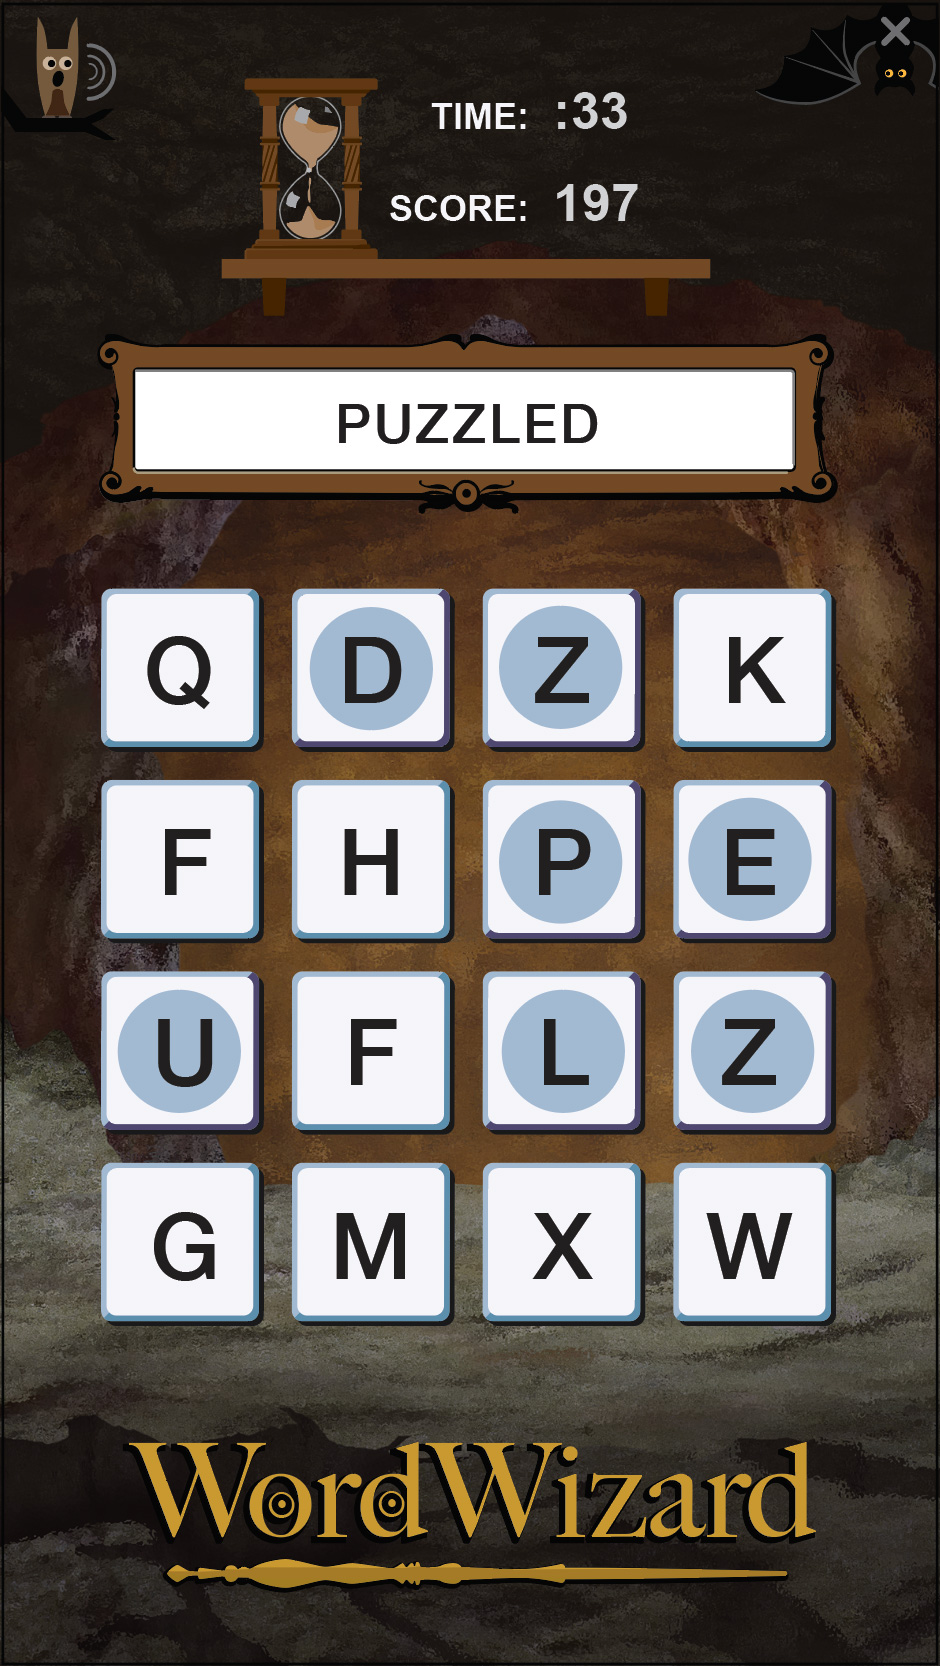 TIME: :33
SCORE: 197
PUZZLED
Q D Z K
F H P E
U F L Z
G M X W
WordWizard